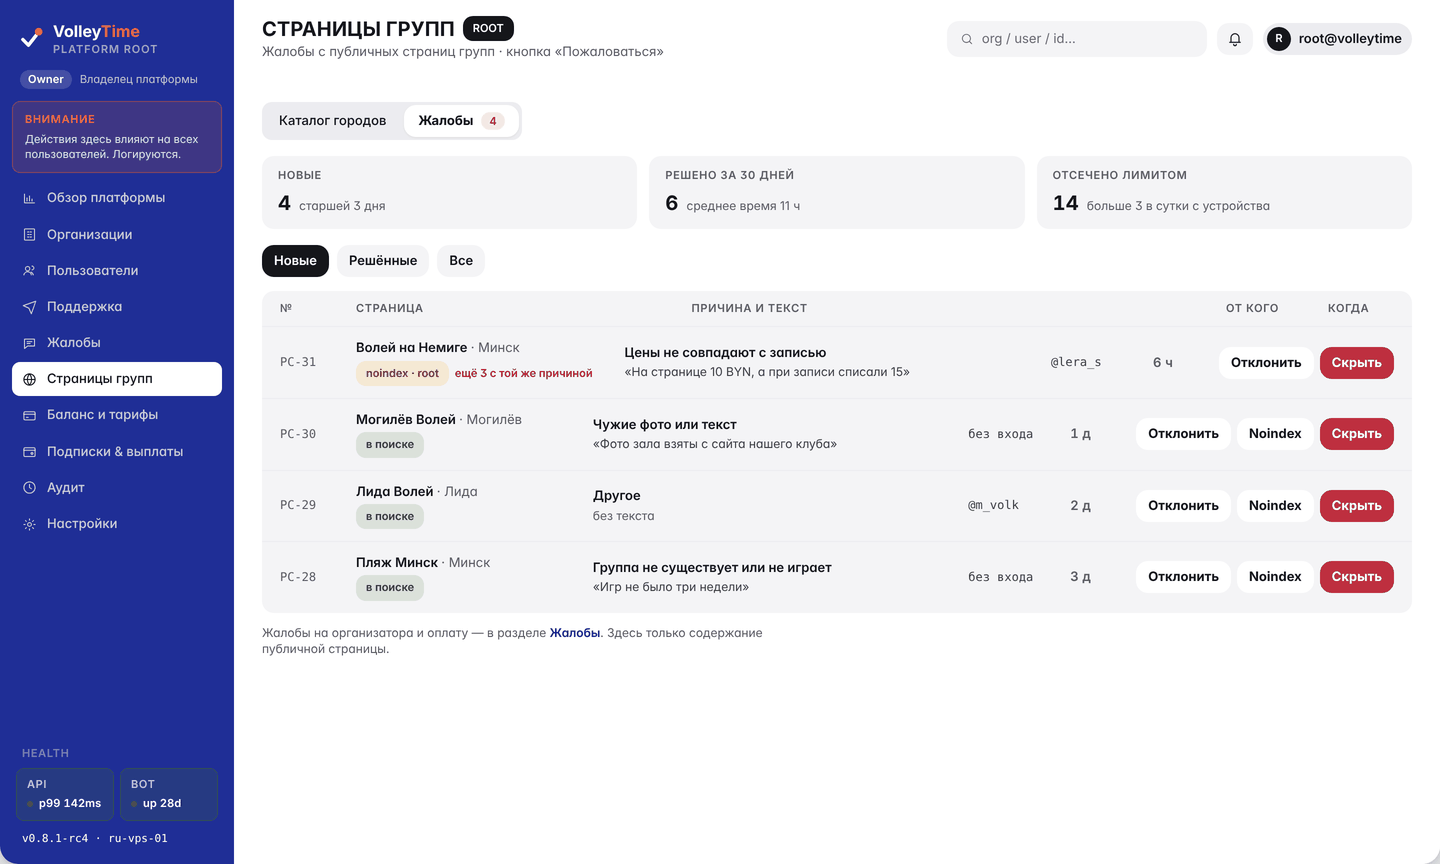 VolleyTime
PLATFORM ROOT
Owner Владелец платформы
ВНИМАНИЕ
Действия здесь влияют на всех
пользователей. Логируются.
Обзор платформы
Организации
Пользователи
Поддержка
Жалобы
Страницы групп
Баланс и тарифы
Подписки & выплаты
Аудит
Настройки
HEALTH
API
p99 142ms
BOT
up 28d
v0.8.1-rc4 · ru-vps-01
СТРАНИЦЫ ГРУПП ROOT
Жалобы с публичных страниц групп · кнопка «Пожаловаться»
org / user / id...
R root@volleytime
Каталог городов Жалобы 4
НОВЫЕ
4 старшей 3 дня
РЕШЕНО ЗА 30 ДНЕЙ
6 среднее время 11 ч
ОТСЕЧЕНО ЛИМИТОМ
14 больше 3 в сутки с устройства
Новые Решённые Все
№ СТРАНИЦА ПРИЧИНА И ТЕКСТ ОТ КОГО КОГДА
РС-31 Волей на Немиге · Минск
noindex · root ещё 3 с той же причиной
Цены не совпадают с записью
«На странице 10 BYN, а при записи списали 15»
@lera_s 6 ч Отклонить Скрыть
РС-30 Могилёв Волей · Могилёв
в поиске
Чужие фото или текст
«Фото зала взяты с сайта нашего клуба»
без входа 1 д Отклонить Noindex Скрыть
РС-29 Лида Волей · Лида
в поиске
Другое
без текста
@m_volk 2 д Отклонить Noindex Скрыть
РС-28 Пляж Минск · Минск
в поиске
Группа не существует или не играет
«Игр не было три недели»
без входа 3 д Отклонить Noindex Скрыть
Жалобы на организатора и оплату — в разделе Жалобы. Здесь только содержание
публичной страницы.